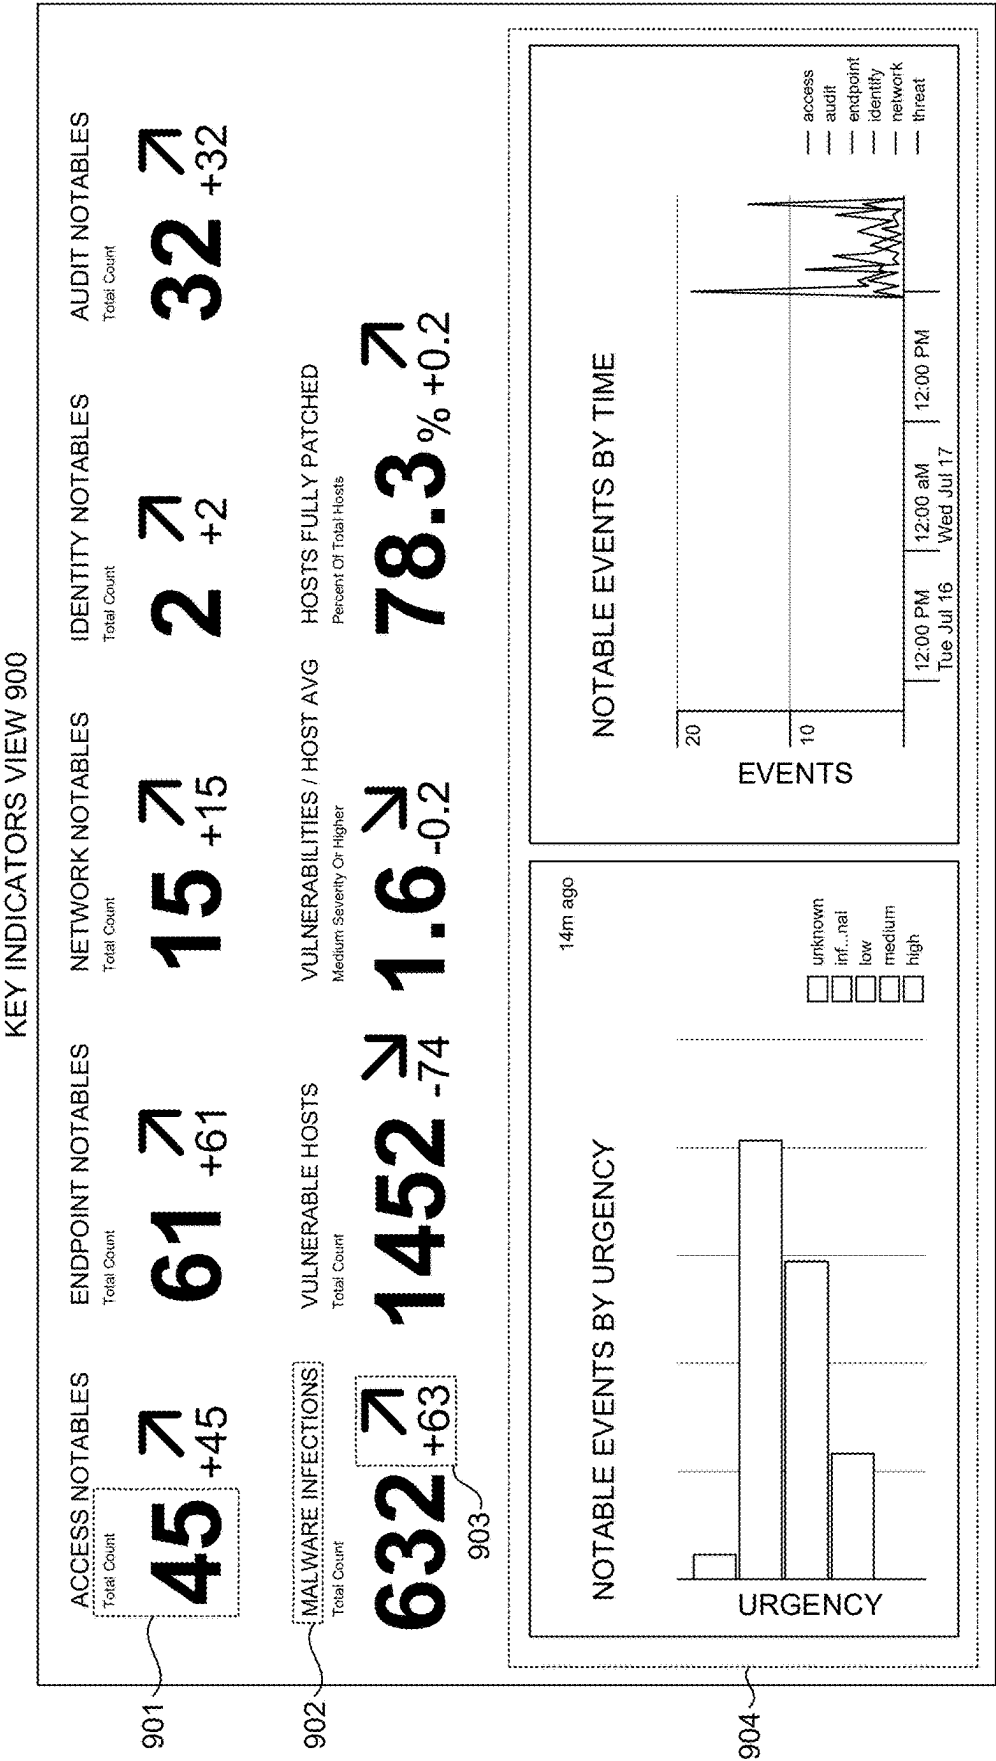 KEY INDICATORS VIEW 900
ACCESS NOTABLES
Total Count
45 +45
ENDPOINT NOTABLES
Total Count
61 +61
NETWORK NOTABLES
Total Count
15 +15
IDENTITY NOTABLES
Total Count
2 +2
AUDIT NOTABLES
Total Count
32 +32
901
MALWARE INFECTIONS
Total Count
632 +63
VULNERABLE HOSTS
Total Count
1452 -74
VULNERABILITIES / HOST AVG
Medium Severity Or Higher
1.6 -0.2
HOSTS FULLY PATCHED
Percent Of Total Hosts
78.3% +0.2
902
903
NOTABLE EVENTS BY URGENCY
14m ago
URGENCY
unknown
inf...nal
low
medium
high
NOTABLE EVENTS BY TIME
EVENTS
20
10
12:00 PM
Tue Jul 16
12:00 aM
Wed Jul 17
12:00 PM
access
audit
endpoint
identify
network
threat
904